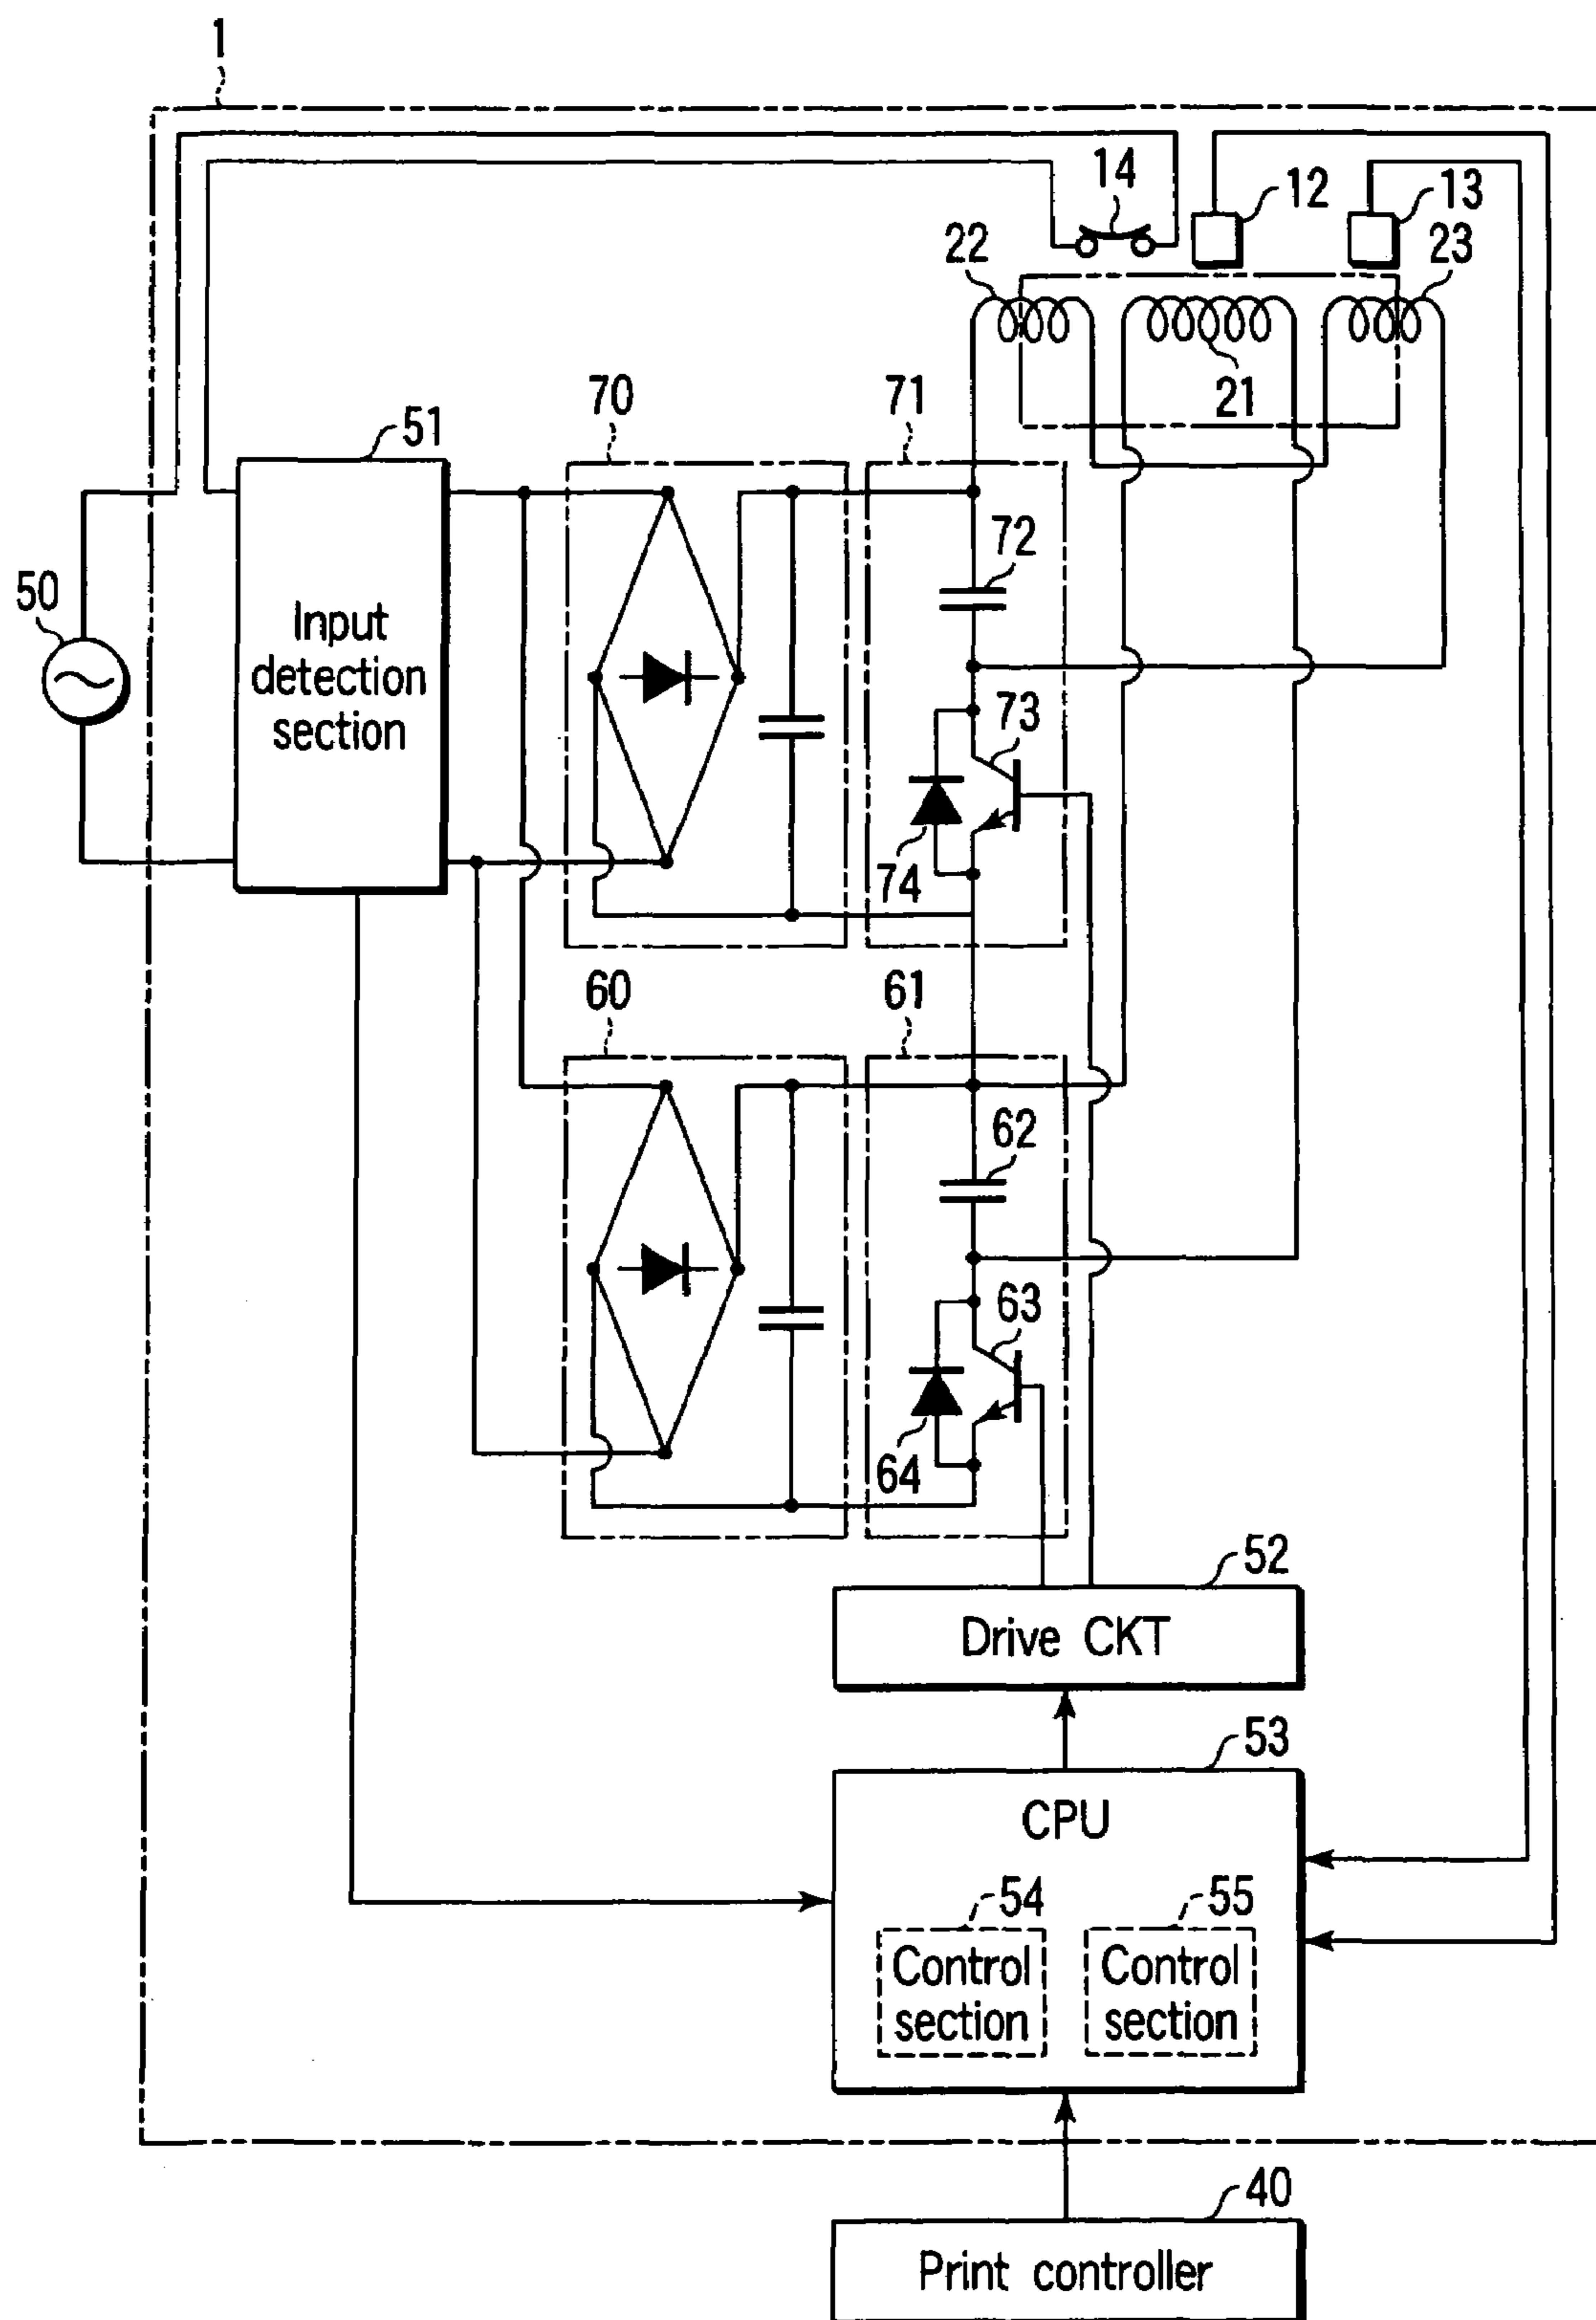 1
14
12
13
22
23
21
70
71
51
72
50
Input
detection
section
73
74
60
61
62
63
64
52
Drive CKT
53
CPU
54
55
Control
section
Control
section
40
Print controller